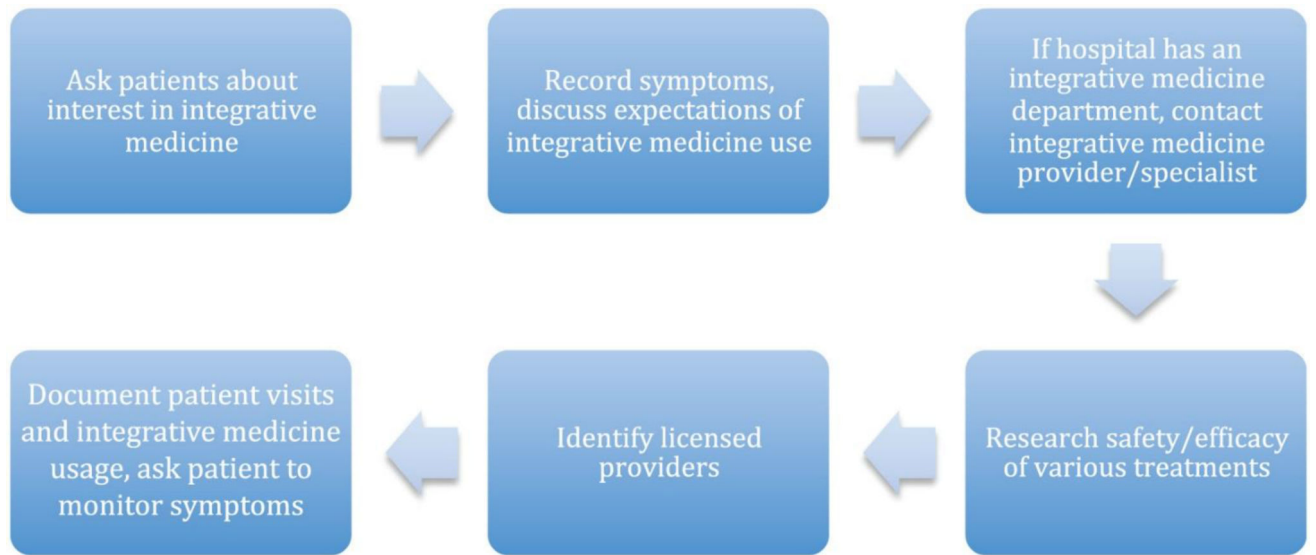 Ask patients about
interest in integrative
medicine
Record symptoms,
discuss expectations of
integrative medicine use
If hospital has an
integrative medicine
department, contact
integrative medicine
provider/specialist
Research safety/efficacy
of various treatments
Identify licensed
providers
Document patient visits
and integrative medicine
usage, ask patient to
monitor symptoms